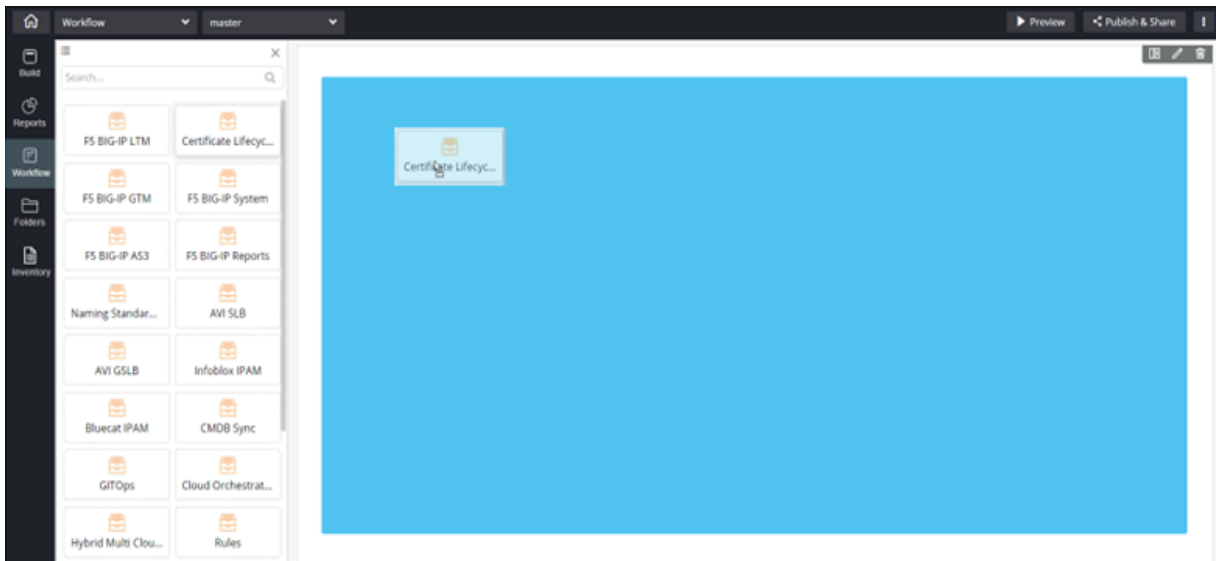 Workflow
master
Preview
Publish & Share
Build
Reports
Workflow
Folders
Inventory
Search...
F5 BIG-IP LTM
Certificate Lifecyc...
F5 BIG-IP GTM
F5 BIG-IP System
F5 BIG-IP AS3
F5 BIG-IP Reports
Naming Standar...
AVI SLB
AVI GSLB
Infoblox IPAM
Bluecat IPAM
CMDB Sync
GITOps
Cloud Orchestrat...
Hybrid Multi Clou...
Rules
Certificate Lifecyc...